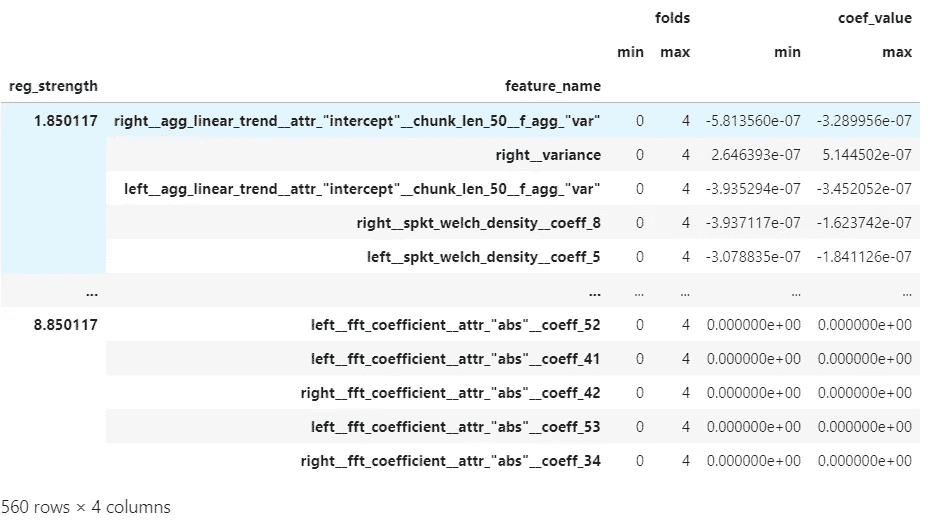 folds coef_value
min max min max
reg_strength feature_name
1.850117 right__agg_linear_trend__attr_"intercept"__chunk_len_50__f_agg_"var" 0 4 -5.813560e-07 -3.289956e-07
right__variance 0 4 2.646393e-07 5.144502e-07
left__agg_linear_trend__attr_"intercept"__chunk_len_50__f_agg_"var" 0 4 -3.935294e-07 -3.452052e-07
right__spkt_welch_density__coeff_8 0 4 -3.937117e-07 -1.623742e-07
left__spkt_welch_density__coeff_5 0 4 -3.078835e-07 -1.841126e-07
... ... ... ... ... ...
8.850117 left__fft_coefficient__attr_"abs"__coeff_52 0 4 0.000000e+00 0.000000e+00
left__fft_coefficient__attr_"abs"__coeff_41 0 4 0.000000e+00 0.000000e+00
right__fft_coefficient__attr_"abs"__coeff_42 0 4 0.000000e+00 0.000000e+00
left__fft_coefficient__attr_"abs"__coeff_53 0 4 0.000000e+00 0.000000e+00
right__fft_coefficient__attr_"abs"__coeff_34 0 4 0.000000e+00 0.000000e+00
560 rows × 4 columns